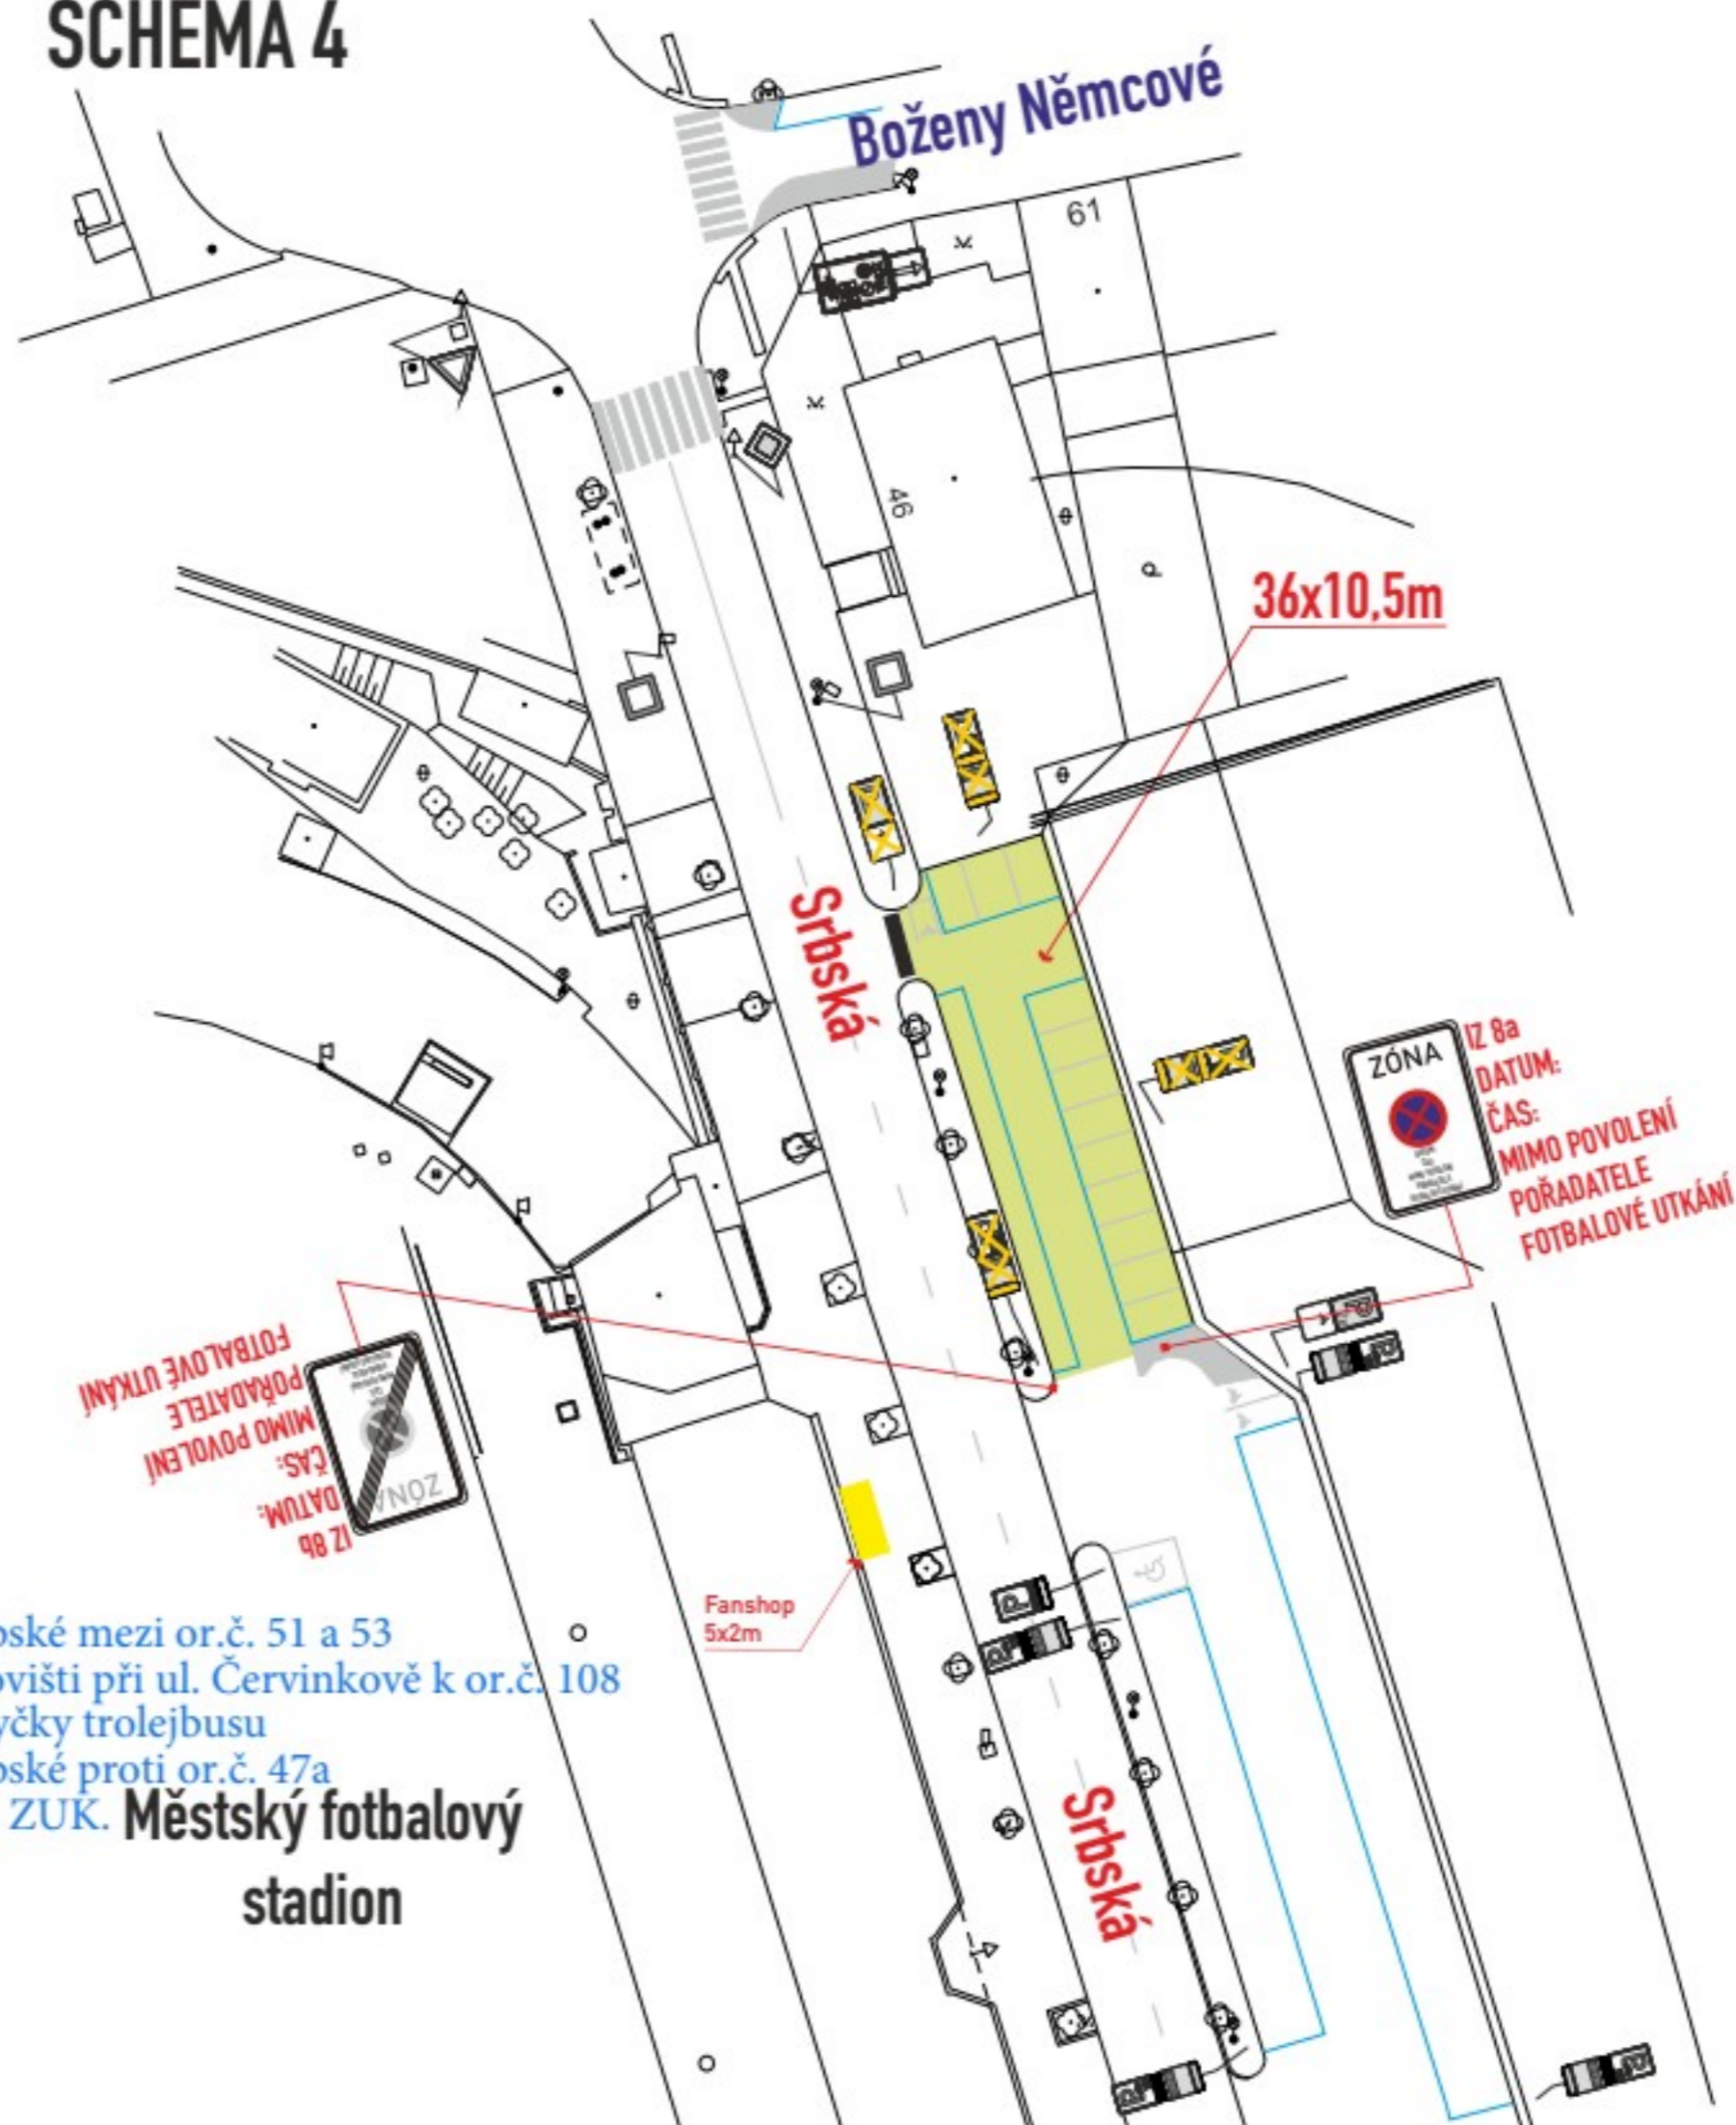 SCHEMA 4
Boženy Němcové
61
46
36x10,5m
Srbská
ZÓNA
IZ 8a
DATUM:
ČAS:
MIMO POVOLENÍ
POŘADATELE
FOTBALOVÉ UTKÁNÍ
IZ 8b
DATUM:
ČAS:
MIMO POVOLENÍ
POŘADATELE
FOTBALOVÉ UTKÁNÍ
ZÓNA
Fanshop
5x2m
bské mezi or.č. 51 a 53
ovišti při ul. Červinkově k or.č. 108
yčky trolejbusu
bské proti or.č. 47a
ZUK.
Městský fotbalový
stadion
Srbská